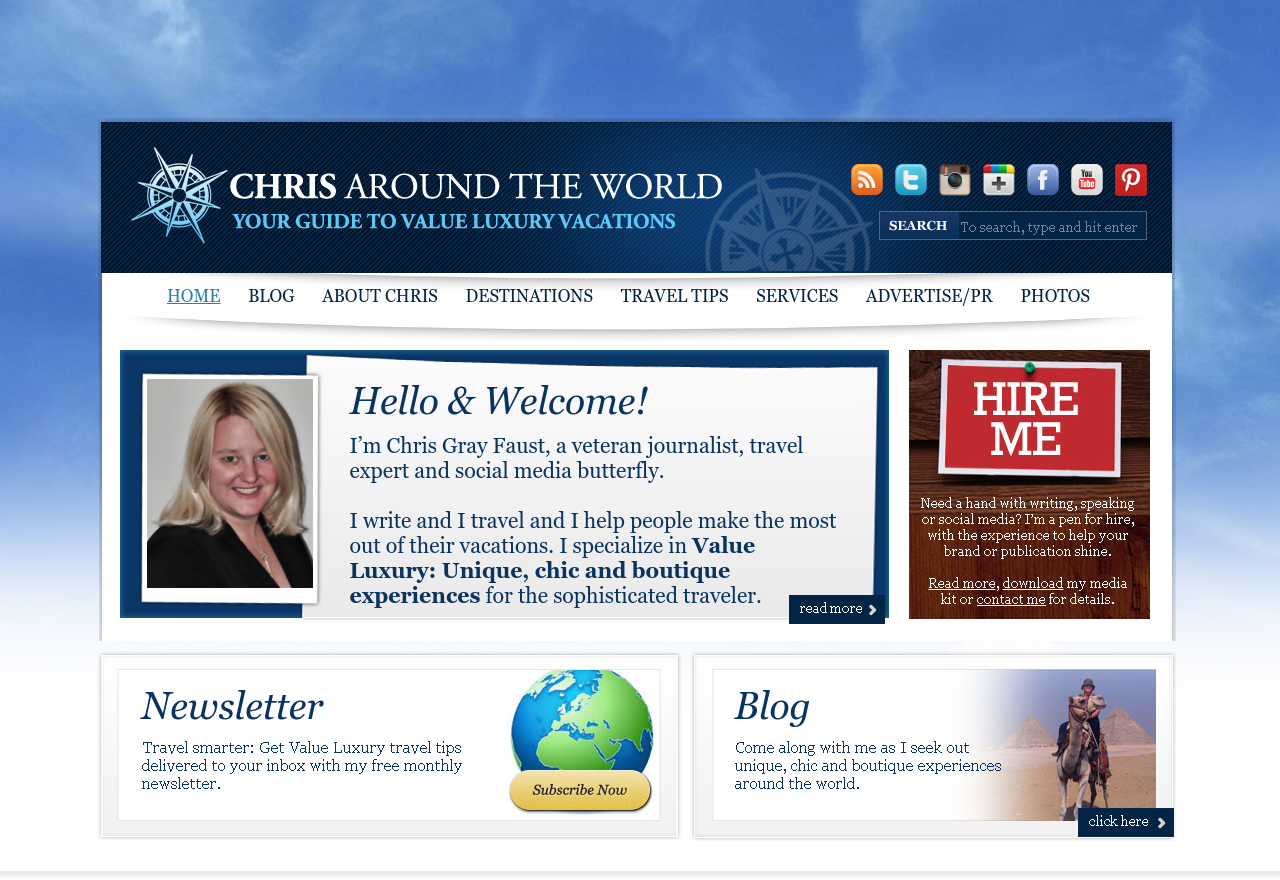 CHRIS AROUND THE WORLD
YOUR GUIDE TO VALUE LUXURY VACATIONS
You
Tube
SEARCH To search, type and hit enter
HOME BLOG ABOUT CHRIS DESTINATIONS TRAVEL TIPS SERVICES ADVERTISE/PR PHOTOS
Hello & Welcome!
I’m Chris Gray Faust, a veteran journalist, travel
expert and social media butterfly.
I write and I travel and I help people make the most
out of their vacations. I specialize in Value
Luxury: Unique, chic and boutique
experiences for the sophisticated traveler.
read more
HIRE
ME
Need a hand with writing, speaking
or social media? I’m a pen for hire,
with the experience to help your
brand or publication shine.
Read more, download my media
kit or contact me for details.
Newsletter
Travel smarter: Get Value Luxury travel tips
delivered to your inbox with my free monthly
newsletter.
Subscribe Now
Blog
Come along with me as I seek out
unique, chic and boutique experiences
around the world.
click here